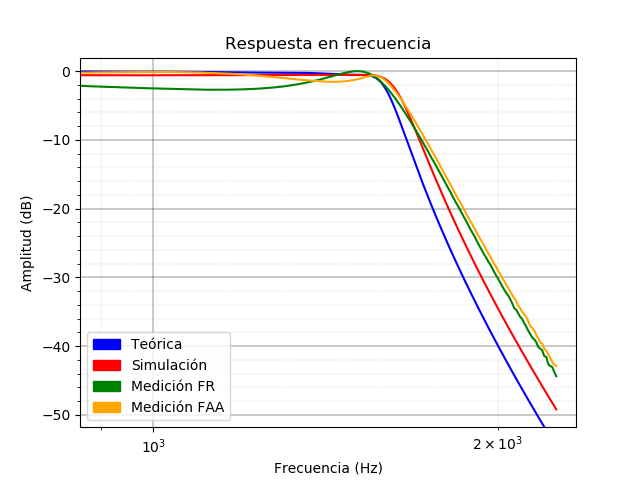 Respuesta en frecuencia
Amplitud (dB)
0
−10
−20
−30
−40
−50
Teórica
Simulación
Medición FR
Medición FAA
10³
2 × 10³
Frecuencia (Hz)